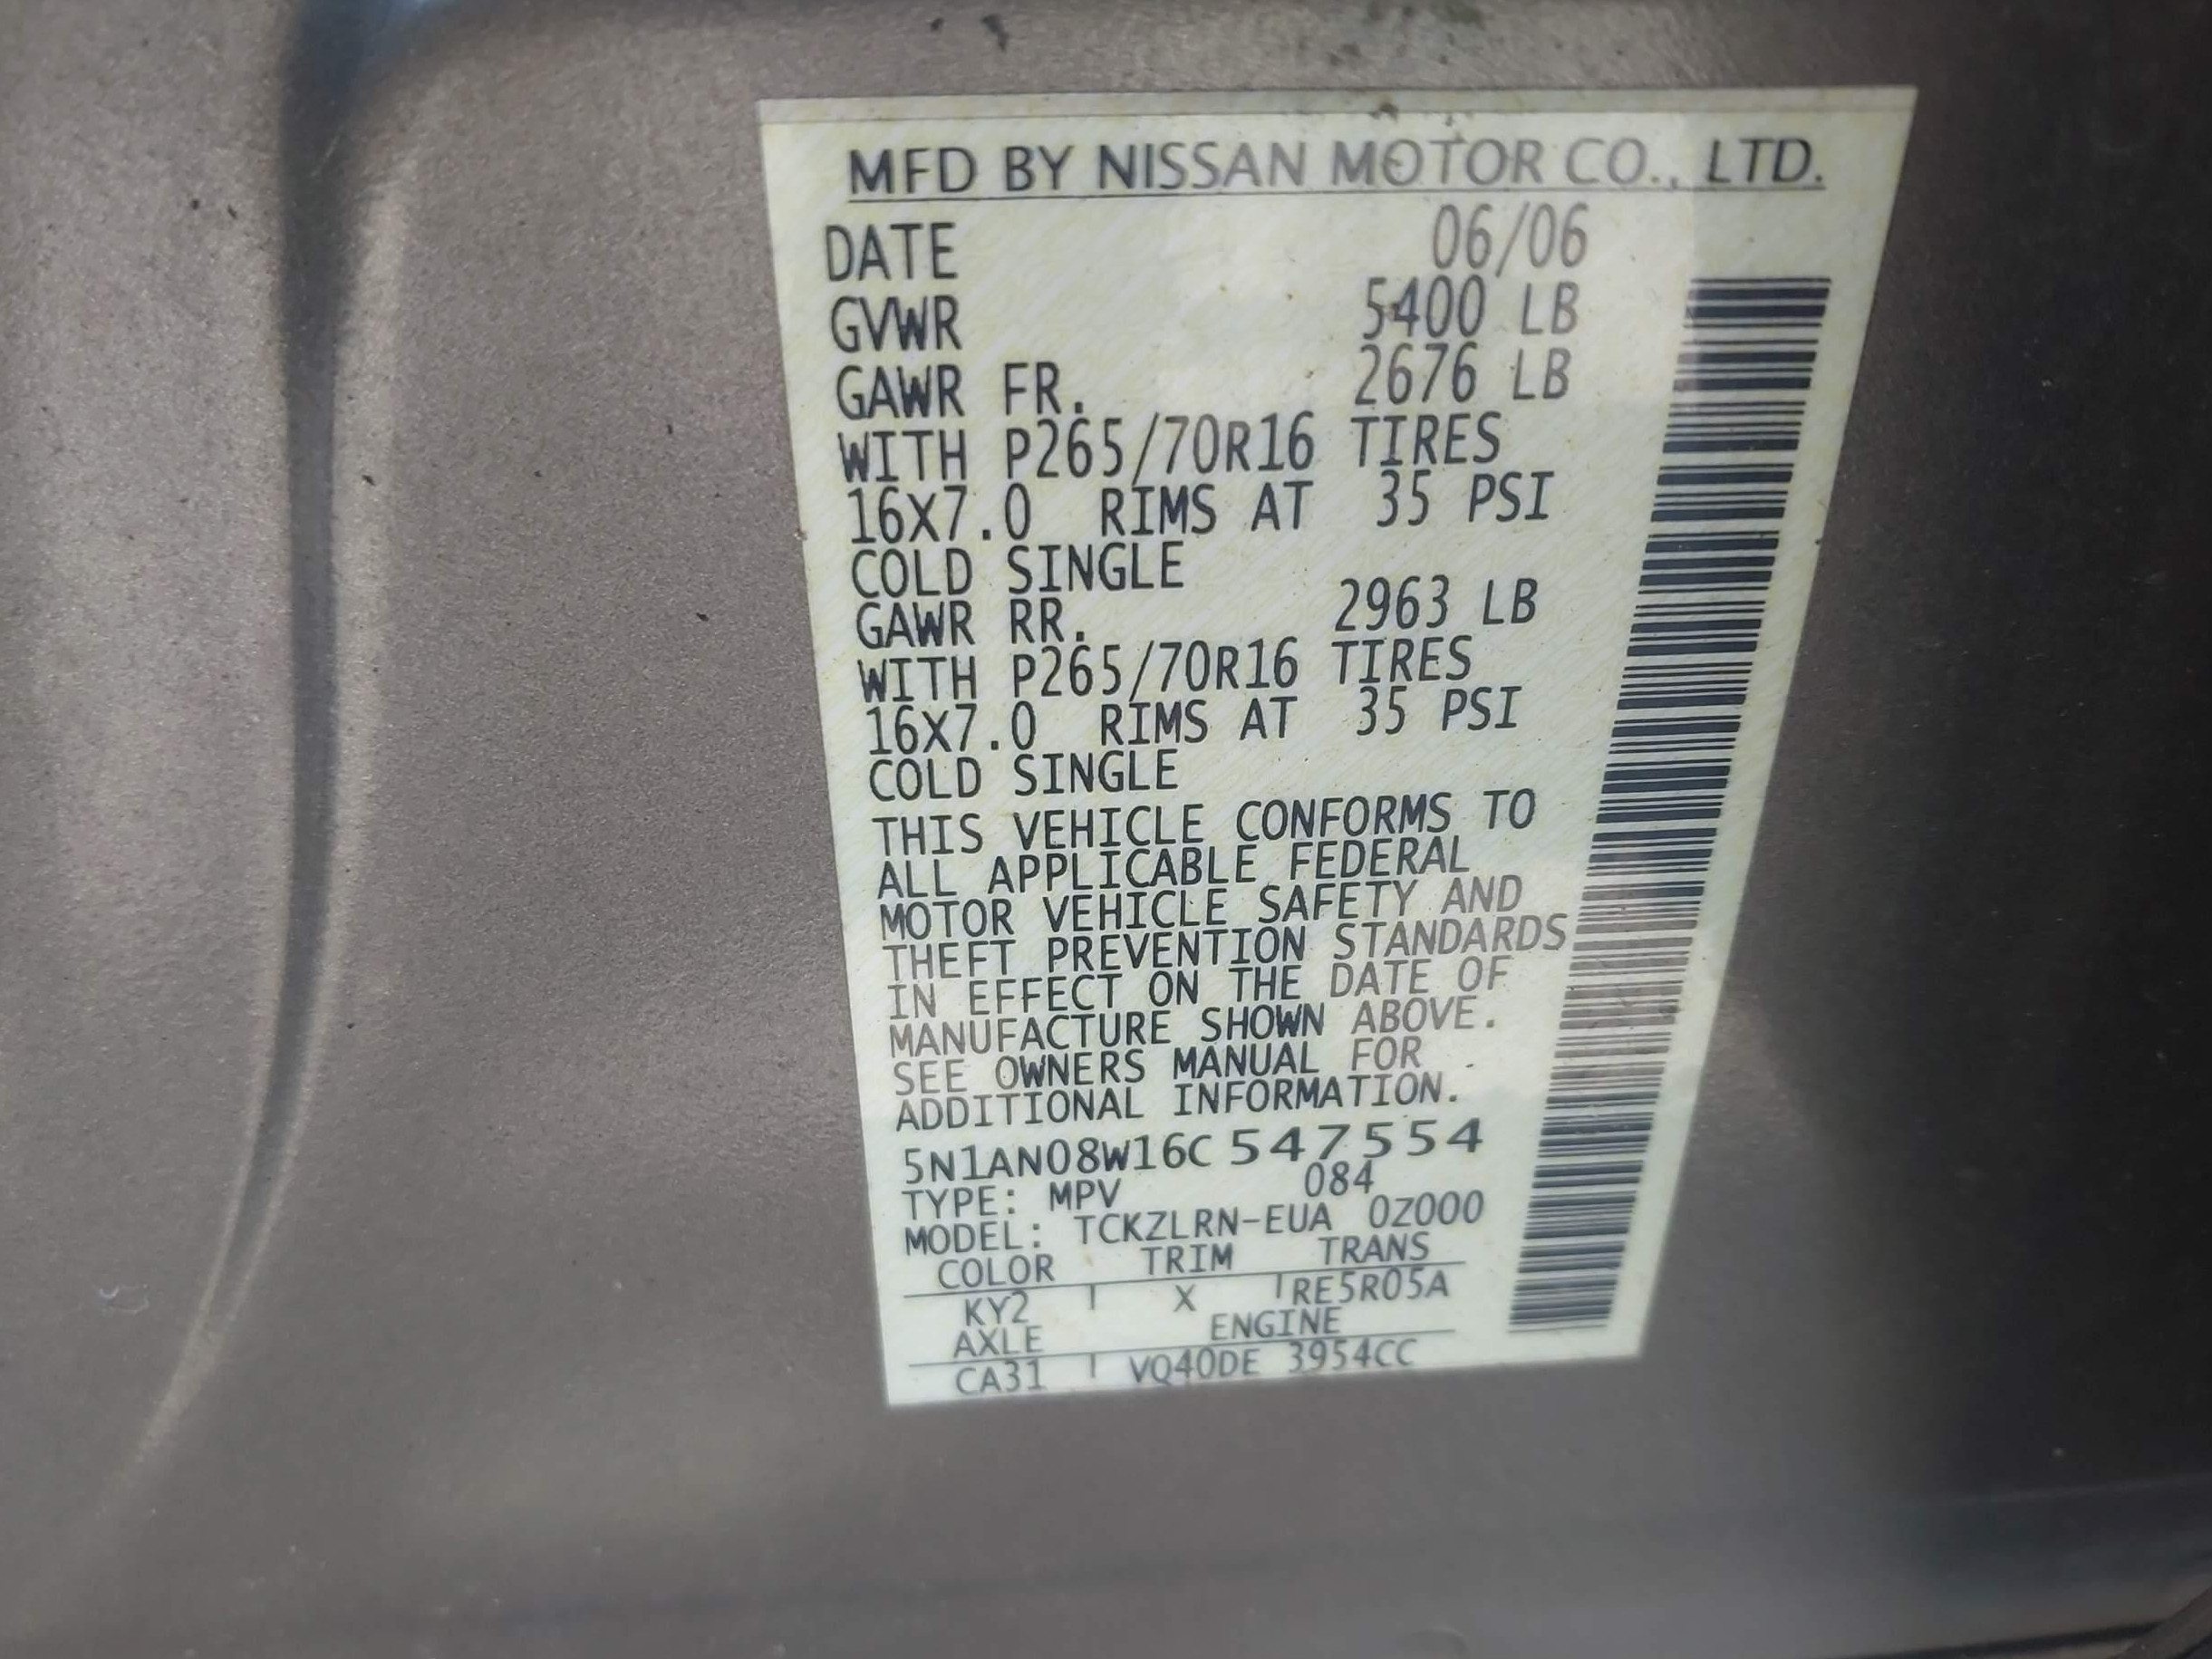 MFD BY NISSAN MOTOR CO., LTD.
DATE 06/06
GVWR 5400 LB
GAWR FR. 2676 LB
WITH P265/70R16 TIRES
16X7.0 RIMS AT 35 PSI
COLD SINGLE
GAWR RR. 2963 LB
WITH P265/70R16 TIRES
16X7.0 RIMS AT 35 PSI
COLD SINGLE
THIS VEHICLE CONFORMS TO
ALL APPLICABLE FEDERAL
MOTOR VEHICLE SAFETY AND
THEFT PREVENTION STANDARDS
IN EFFECT ON THE DATE OF
MANUFACTURE SHOWN ABOVE.
SEE OWNERS MANUAL FOR
ADDITIONAL INFORMATION.
5N1AN08W16C547554
TYPE: MPV 084
MODEL: TCKZLRN-EUA 0Z000
COLOR TRIM TRANS
KY2 X RE5R05A
AXLE ENGINE
CA31 VQ40DE 3954CC